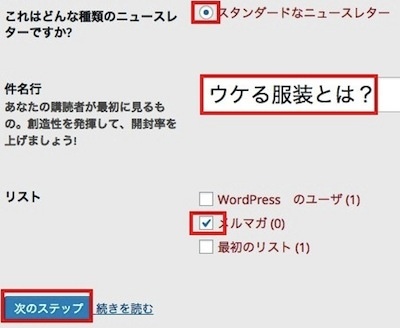 これはどんな種類のニュースレ
ターですか?
スタンダードなニュースレター
件名行
あなたの購読者が最初に見るも
の。創造性を発揮して、開封率を
上げましょう!
ウケる服装とは？
リスト
WordPress のユーザ (1)
メルマガ (0)
最初のリスト (1)
次のステップ 続きを読む